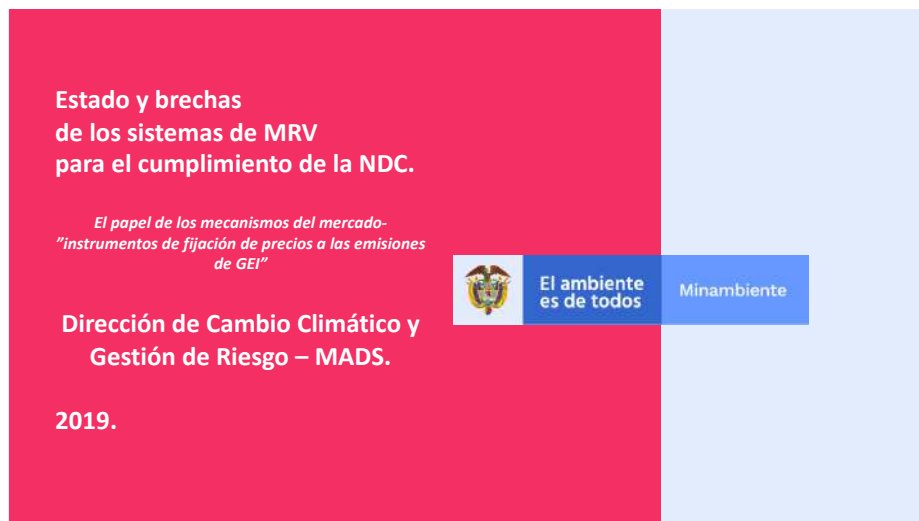 Estado y brechas
de los sistemas de MRV
para el cumplimiento de la NDC.
El papel de los mecanismos del mercado-
”instrumentos de fijación de precios a las emisiones
de GEI”
Dirección de Cambio Climático y
Gestión de Riesgo – MADS.
2019.
El ambiente
es de todos
Minambiente